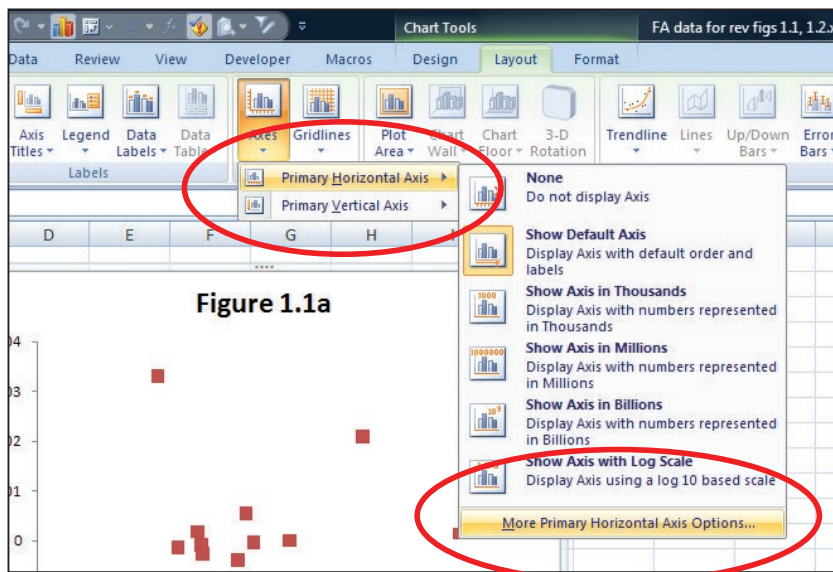 Chart Tools
FA data for rev figs 1.1, 1.2.x
Data Review View Developer Macros Design Layout Format
Axis Titles
Legend
Data Labels
Data Table
Axes
Gridlines
Plot Area
Chart Wall
Chart Floor
3-D Rotation
Trendline
Lines
Up/Down Bars
Error Bars
Labels
Primary Horizontal Axis
Primary Vertical Axis
None
Do not display Axis
Show Default Axis
Display Axis with default order and
labels
Show Axis in Thousands
Display Axis with numbers represented
in Thousands
Show Axis in Millions
Display Axis with numbers represented
in Millions
Show Axis in Billions
Display Axis with numbers represented
in Billions
Show Axis with Log Scale
Display Axis using a log 10 based scale
More Primary Horizontal Axis Options...
D E F G H
Figure 1.1a
04
03
02
01
0